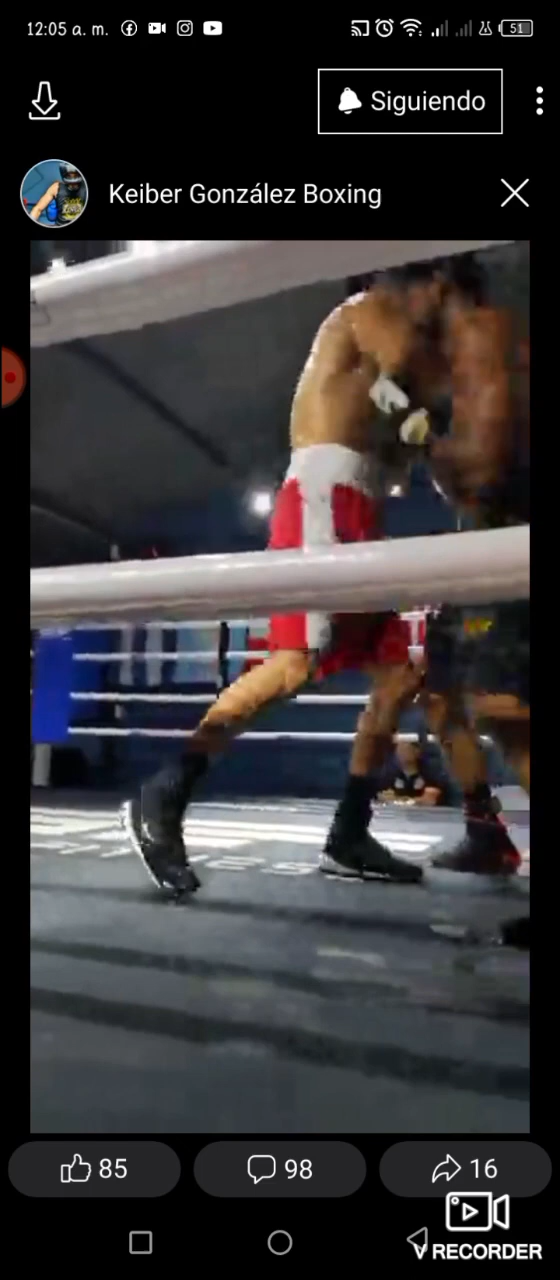 12:05 a. m.
51
Siguiendo
Keiber González Boxing
85
98
16
V RECORDER